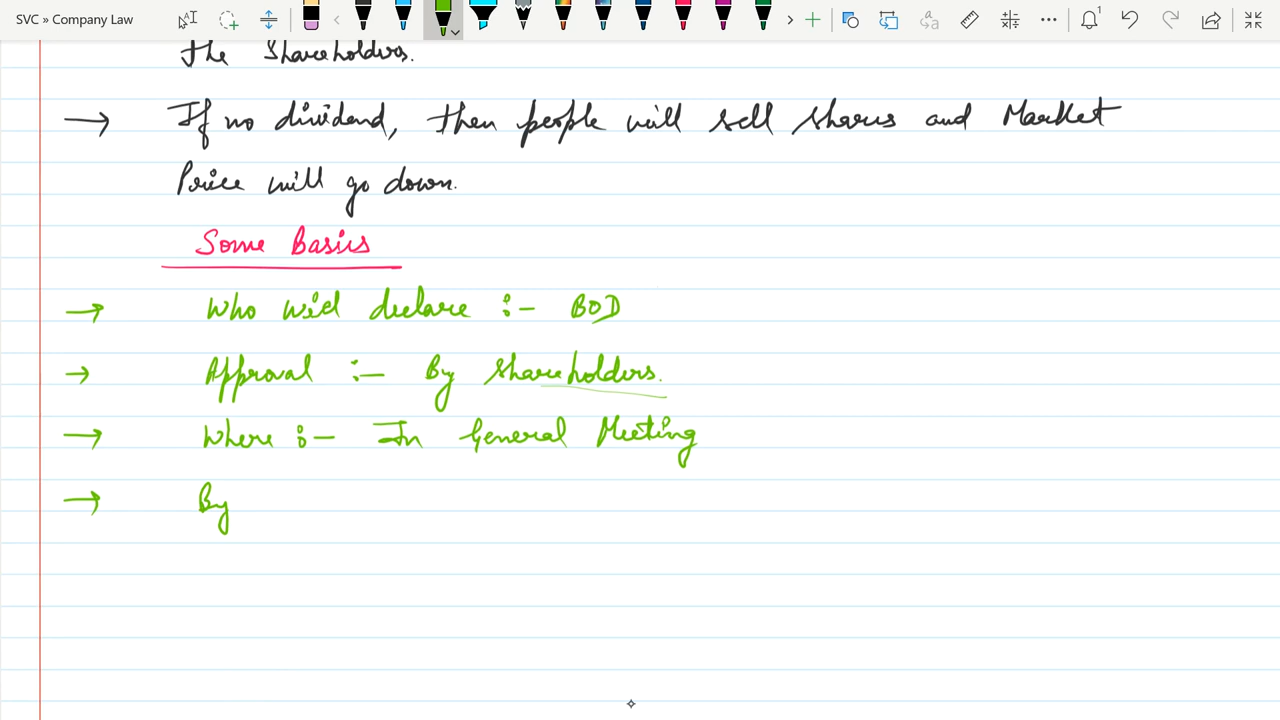 SVC » Company Law
the Shareholders.
→ If no dividend, then people will sell shares and Market
Price will go down.
Some Basics
→ Who will declare :- BOD
→ Approval :- By Shareholders.
→ Where :- In General Meeting
→ By